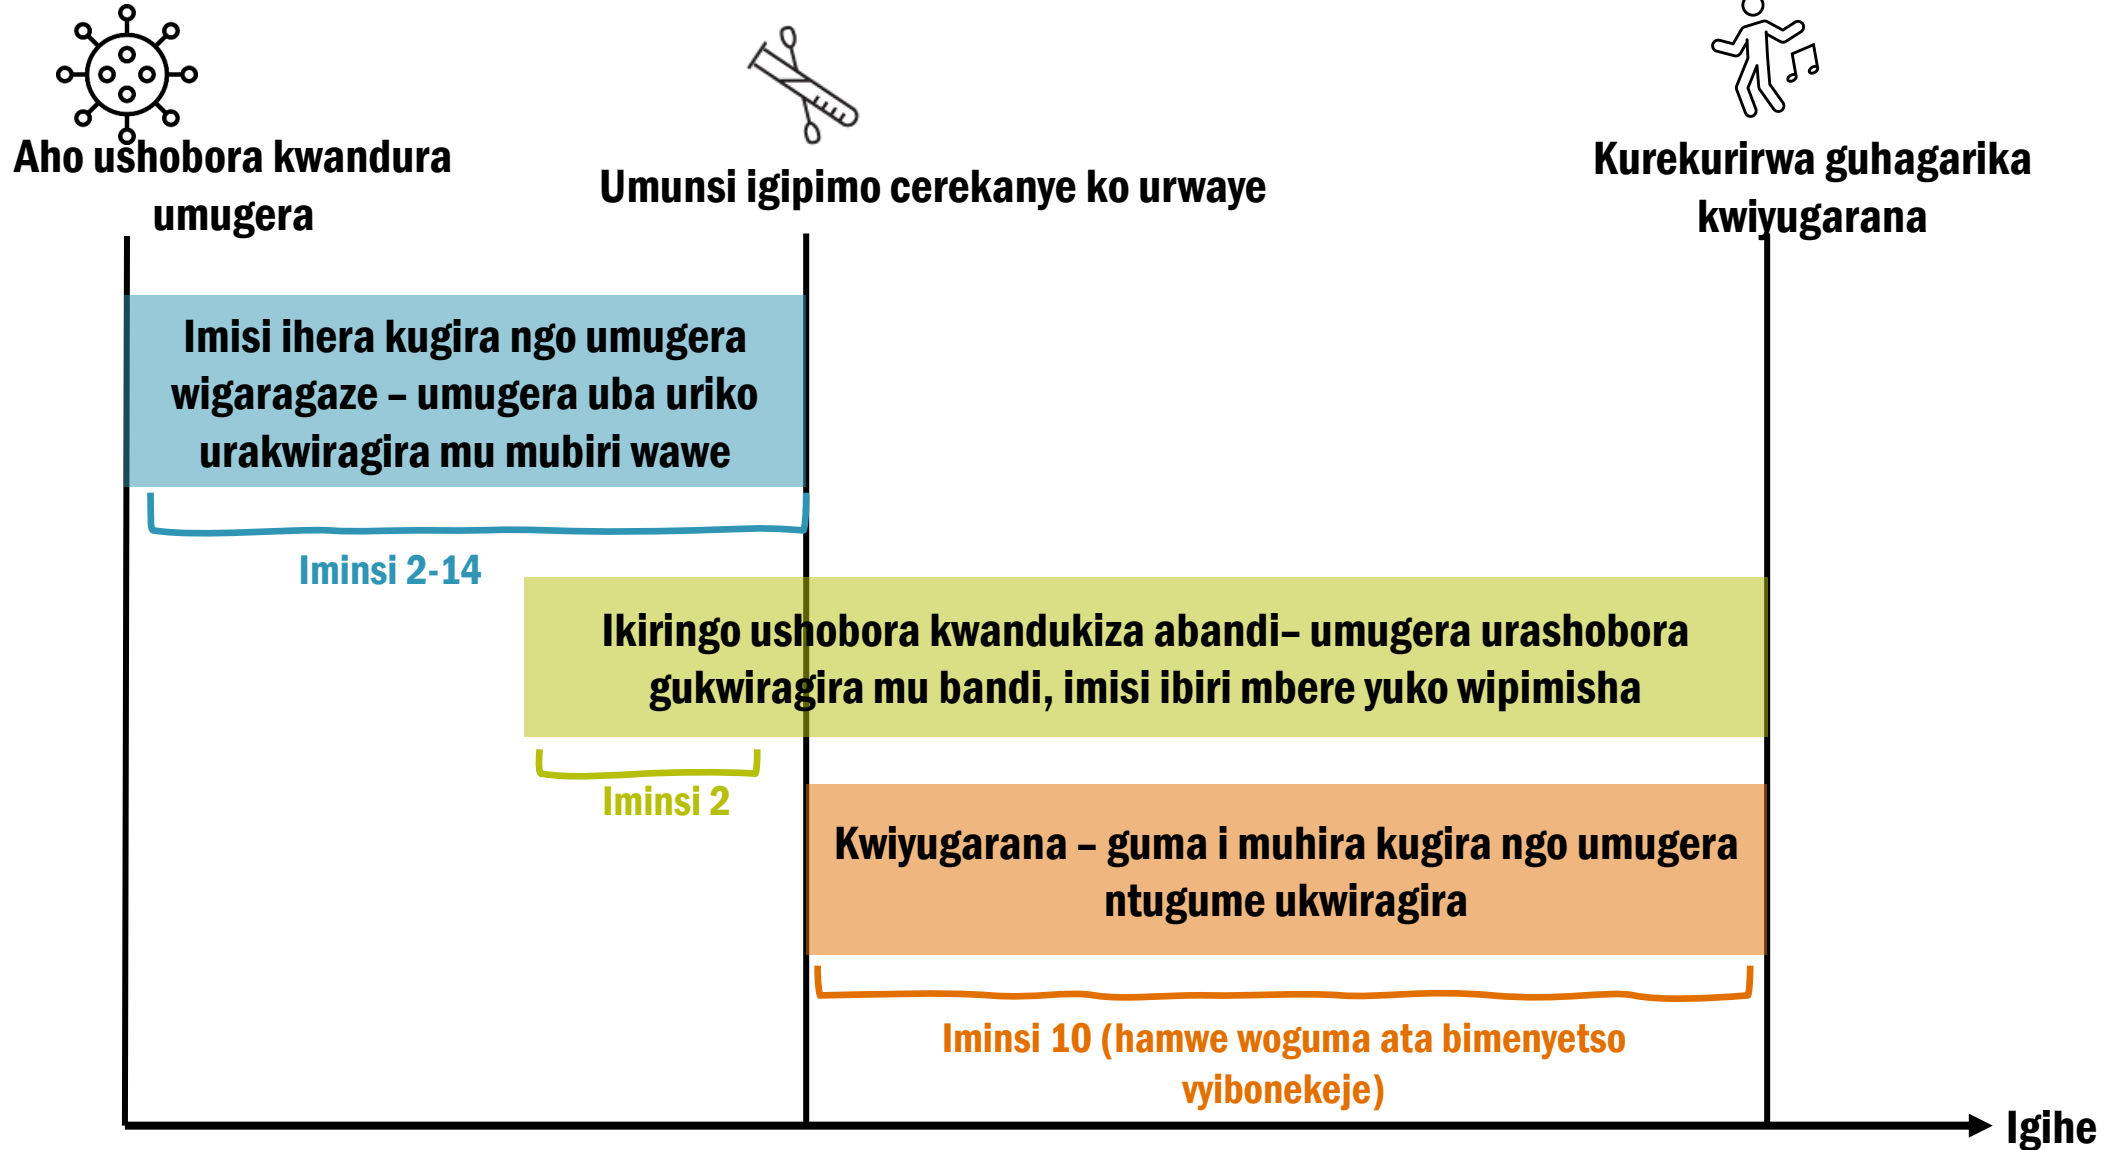 Aho ushobora kwandura
umugera
Umunsi igipimo cerekanye ko urwaye
Kurekurirwa guhagarika
kwiyugarana
Imisi ihera kugira ngo umugera
wigaragaze – umugera uba uriko
urakwiragira mu mubiri wawe
Iminsi 2-14
Ikiringo ushobora kwandukiza abandi– umugera urashobora
gukwiragira mu bandi, imisi ibiri mbere yuko wipimisha
Iminsi 2
Kwiyugarana – guma i muhira kugira ngo umugera
ntugume ukwiragira
Iminsi 10 (hamwe woguma ata bimenyetso
vyibonekeje)
Igihe